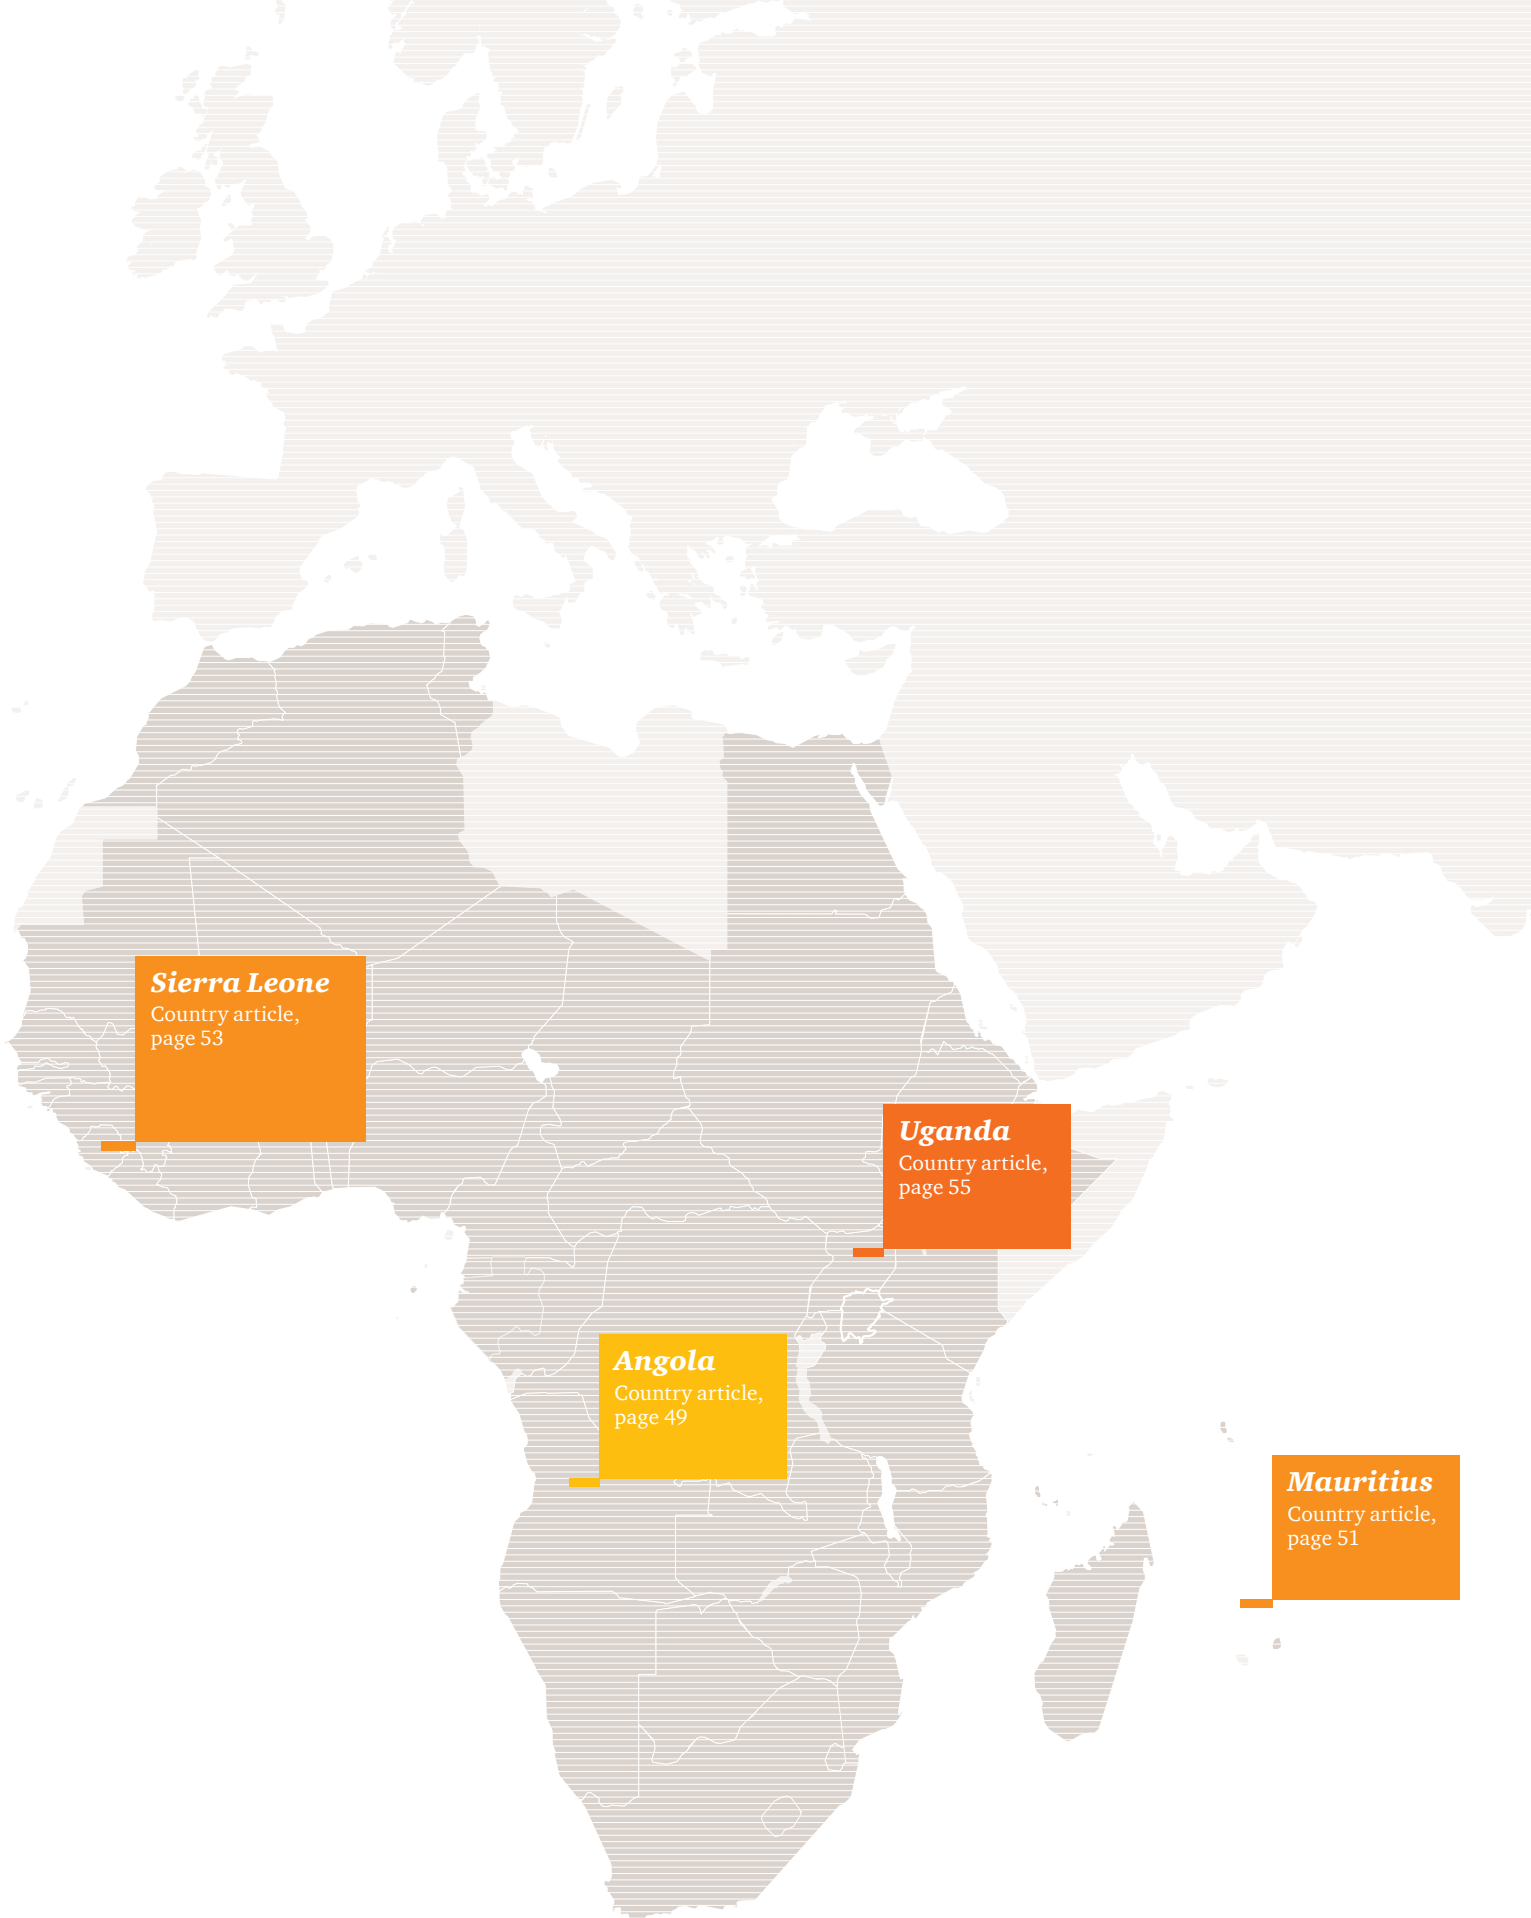 Sierra Leone
Country article,
page 53
Uganda
Country article,
page 55
Angola
Country article,
page 49
Mauritius
Country article,
page 51